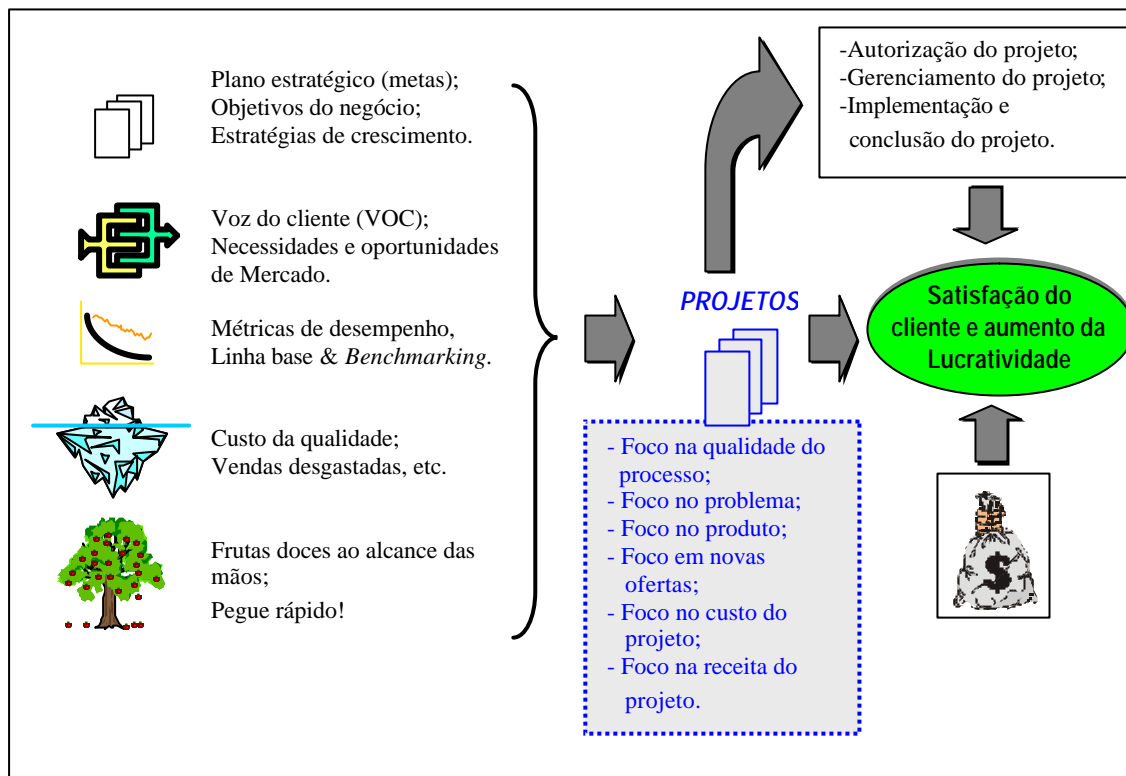 Plano estratégico (metas);
Objetivos do negócio;
Estratégias de crescimento.
Voz do cliente (VOC);
Necessidades e oportunidades
de Mercado.
Métricas de desempenho,
Linha base & Benchmarking.
Custo da qualidade;
Vendas desgastadas, etc.
Frutas doces ao alcance das
mãos;
Pegue rápido!
PROJETOS
- Foco na qualidade do
processo;
- Foco no problema;
- Foco no produto;
- Foco em novas
ofertas;
- Foco no custo do
projeto;
- Foco na receita do
projeto.
-Autorização do projeto;
-Gerenciamento do projeto;
-Implementação e
conclusão do projeto.
Satisfação do
cliente e aumento da
Lucratividade
$